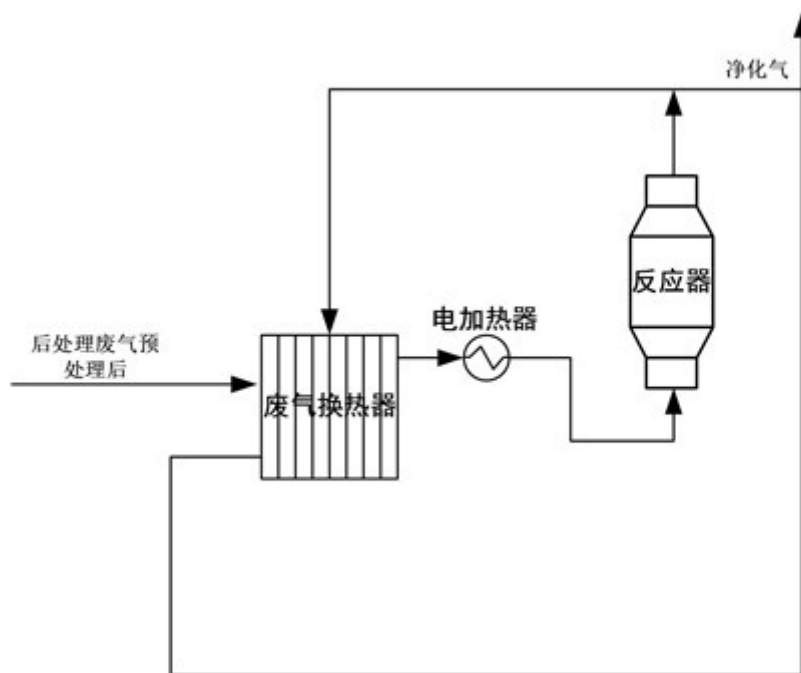 净化气
反应器
电加热器
后处理废气预
处理后
废气换热器